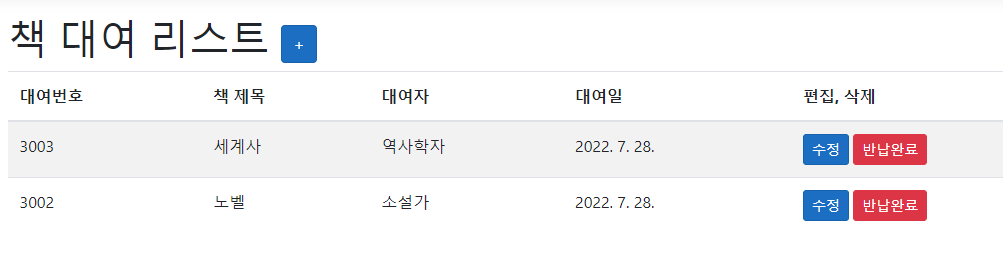 책 대여 리스트 +
대여번호 책 제목 대여자 대여일 편집, 삭제
3003 세계사 역사학자 2022. 7. 28. 수정 반납완료
3002 노벨 소설가 2022. 7. 28. 수정 반납완료